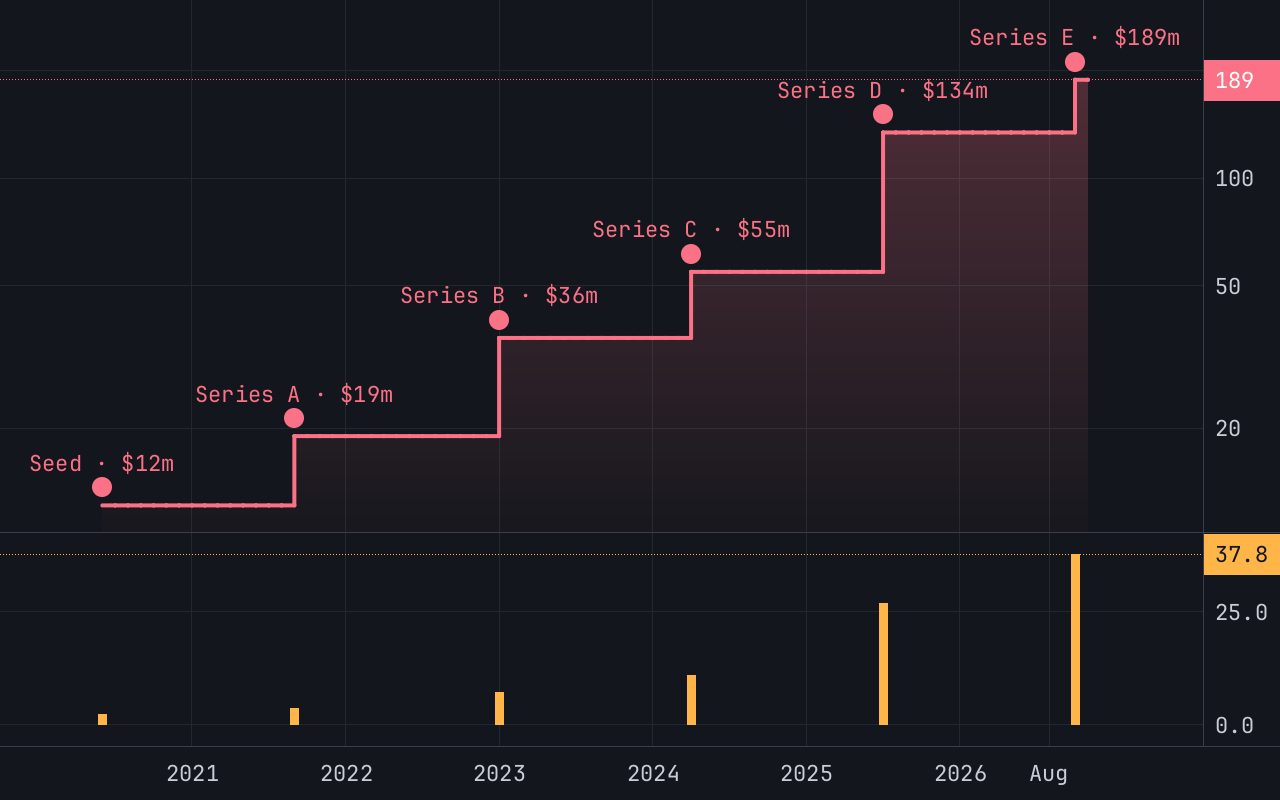 Series E · $189m
189
Series D · $134m
100
Series C · $55m
50
Series B · $36m
Series A · $19m
20
Seed · $12m
37.8
25.0
0.0
2021 2022 2023 2024 2025 2026 Aug